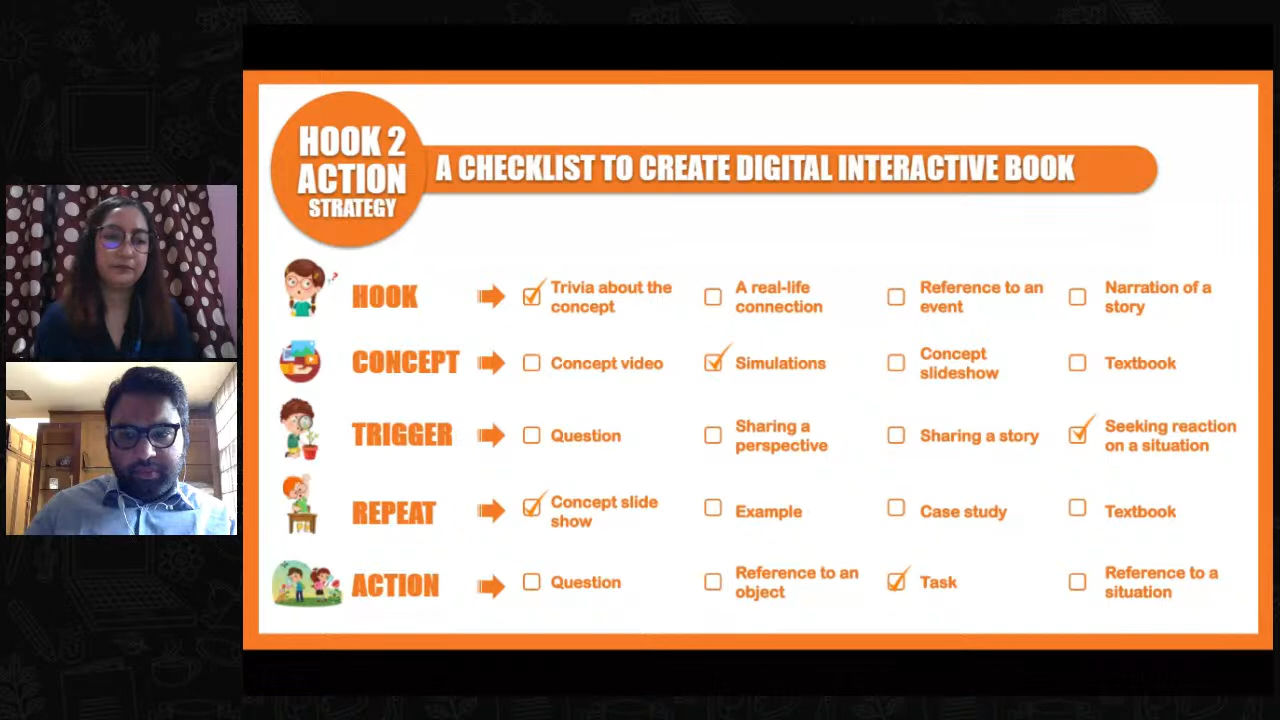 HOOK 2
ACTION
STRATEGY
A CHECKLIST TO CREATE DIGITAL INTERACTIVE BOOK
HOOK
Trivia about the
concept
A real-life
connection
Reference to an
event
Narration of a
story
CONCEPT
Concept video
Simulations
Concept
slideshow
Textbook
TRIGGER
Question
Sharing a
perspective
Sharing a story
Seeking reaction
on a situation
REPEAT
Concept slide
show
Example
Case study
Textbook
ACTION
Question
Reference to an
object
Task
Reference to a
situation